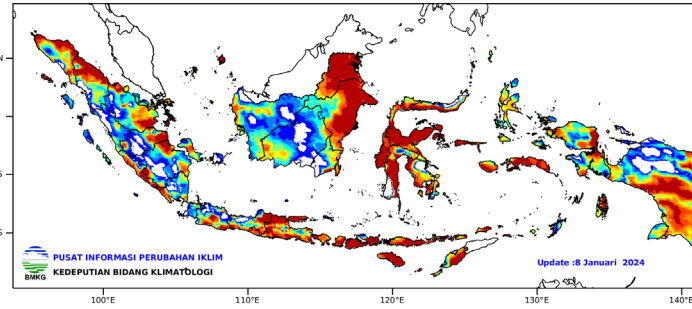 N
S
S
PUSAT INFORMASI PERUBAHAN IKLIM
KEDEPUTIAN BIDANG KLIMATOLOGI
BMKG
Update :8 Januari 2024
100°E
110°E
120°E
130°E
140°E